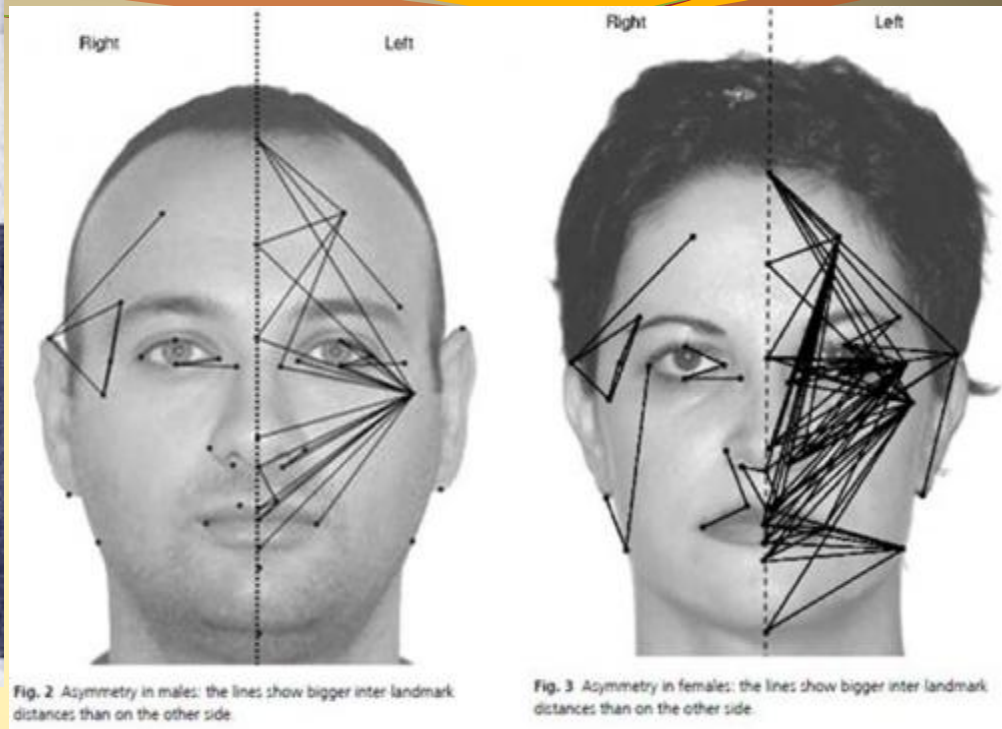 Right
Left
Right
Left
Fig. 2 Asymmetry in males: the lines show bigger inter landmark
distances than on the other side.
Fig. 3 Asymmetry in females: the lines show bigger inter landmark
distances than on the other side.